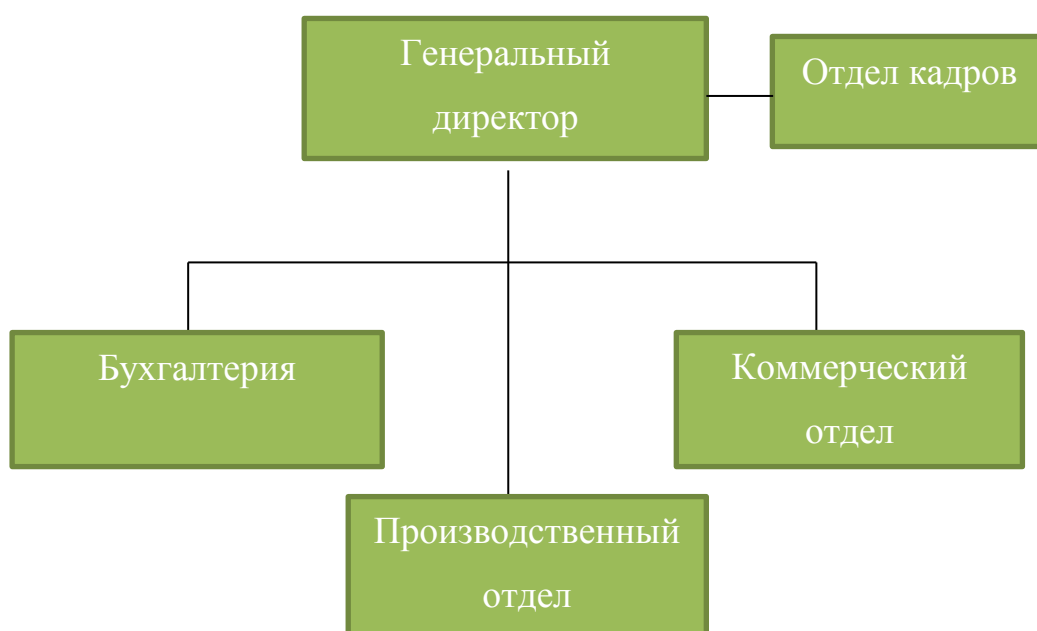 Генеральный
директор
Отдел кадров
Бухгалтерия
Коммерческий
отдел
Производственный
отдел